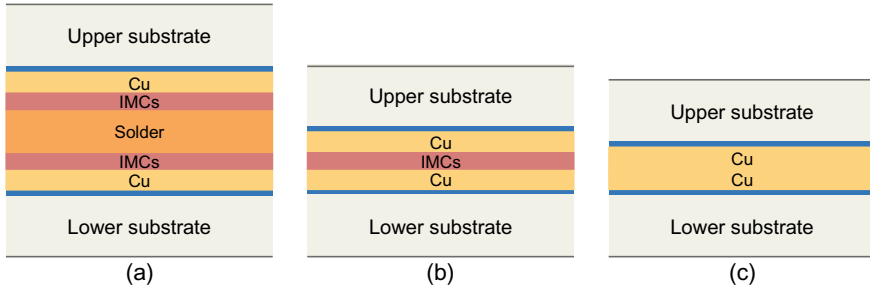 Upper substrate
Cu
IMCs
Solder
IMCs
Cu
Lower substrate
(a)
Upper substrate
Cu
IMCs
Cu
Lower substrate
(b)
Upper substrate
Cu
Cu
Lower substrate
(c)